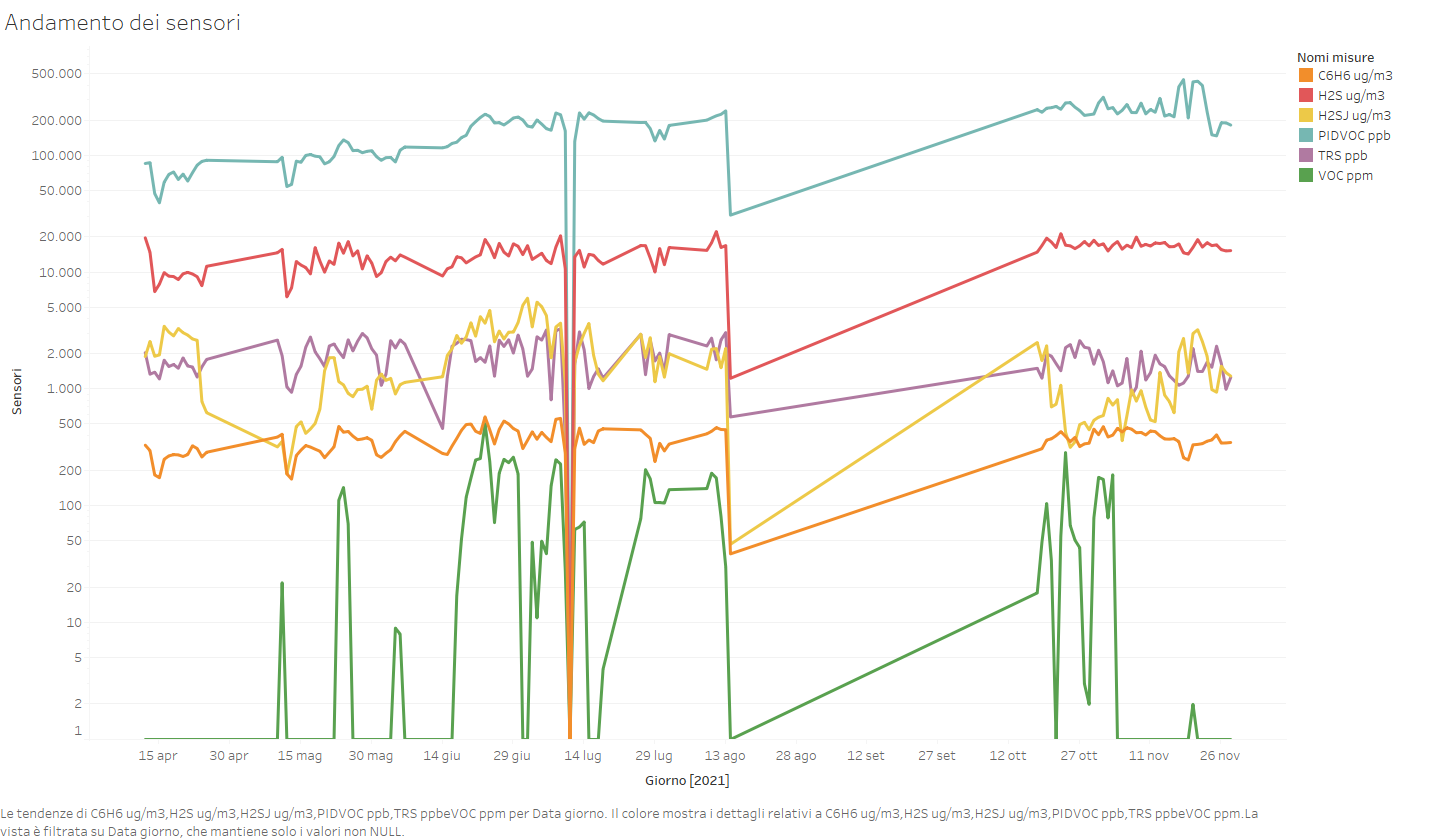 Andamento dei sensori
Nomi misure
C6H6 ug/m3
H2S ug/m3
H2SJ ug/m3
PIDVOC ppb
TRS ppb
VOC ppm
500.000
200.000
100.000
50.000
20.000
10.000
5.000
2.000
1.000
500
200
100
50
20
10
5
2
1
Sensori
15 apr 30 apr 15 mag 30 mag 14 giu 29 giu 14 lug 29 lug 13 ago 28 ago 12 set 27 set 12 ott 27 ott 11 nov 26 nov
Giorno [2021]
Le tendenze di C6H6 ug/m3,H2S ug/m3,H2SJ ug/m3,PIDVOC ppb,TRS ppbeVOC ppm per Data giorno. Il colore mostra i dettagli relativi a C6H6 ug/m3,H2S ug/m3,H2SJ ug/m3,PIDVOC ppb,TRS ppbeVOC ppm.La
vista è filtrata su Data giorno, che mantiene solo i valori non NULL.